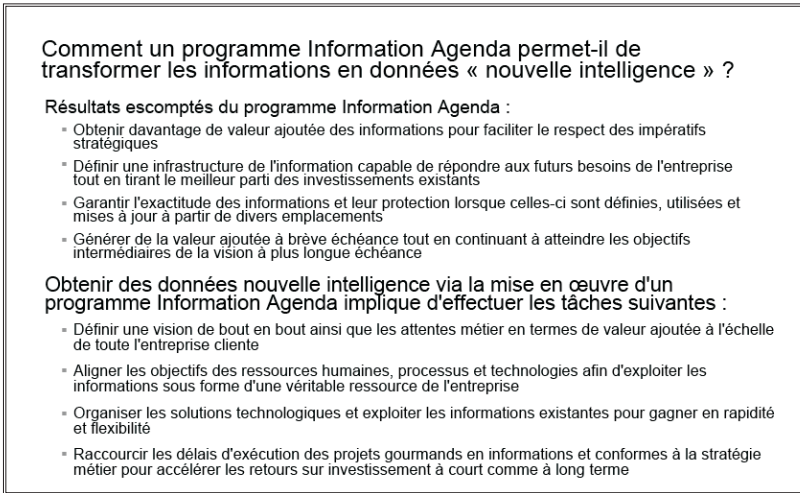 Comment un programme Information Agenda permet-il de
transformer les informations en données « nouvelle intelligence » ?
Résultats escomptés du programme Information Agenda :
▪ Obtenir davantage de valeur ajoutée des informations pour faciliter le respect des impératifs
stratégiques
▪ Définir une infrastructure de l'information capable de répondre aux futurs besoins de l'entreprise
tout en tirant le meilleur parti des investissements existants
▪ Garantir l'exactitude des informations et leur protection lorsque celles-ci sont définies, utilisées et
mises à jour à partir de divers emplacements
▪ Générer de la valeur ajoutée à brève échéance tout en continuant à atteindre les objectifs
intermédiaires de la vision à plus longue échéance
Obtenir des données nouvelle intelligence via la mise en œuvre d'un
programme Information Agenda implique d'effectuer les tâches suivantes :
▪ Définir une vision de bout en bout ainsi que les attentes métier en termes de valeur ajoutée à l'échelle
de toute l'entreprise cliente
▪ Aligner les objectifs des ressources humaines, processus et technologies afin d'exploiter les
informations sous forme d'une véritable ressource de l'entreprise
▪ Organiser les solutions technologiques et exploiter les informations existantes pour gagner en rapidité
et flexibilité
▪ Raccourcir les délais d'exécution des projets gourmands en informations et conformes à la stratégie
métier pour accélérer les retours sur investissement à court comme à long terme